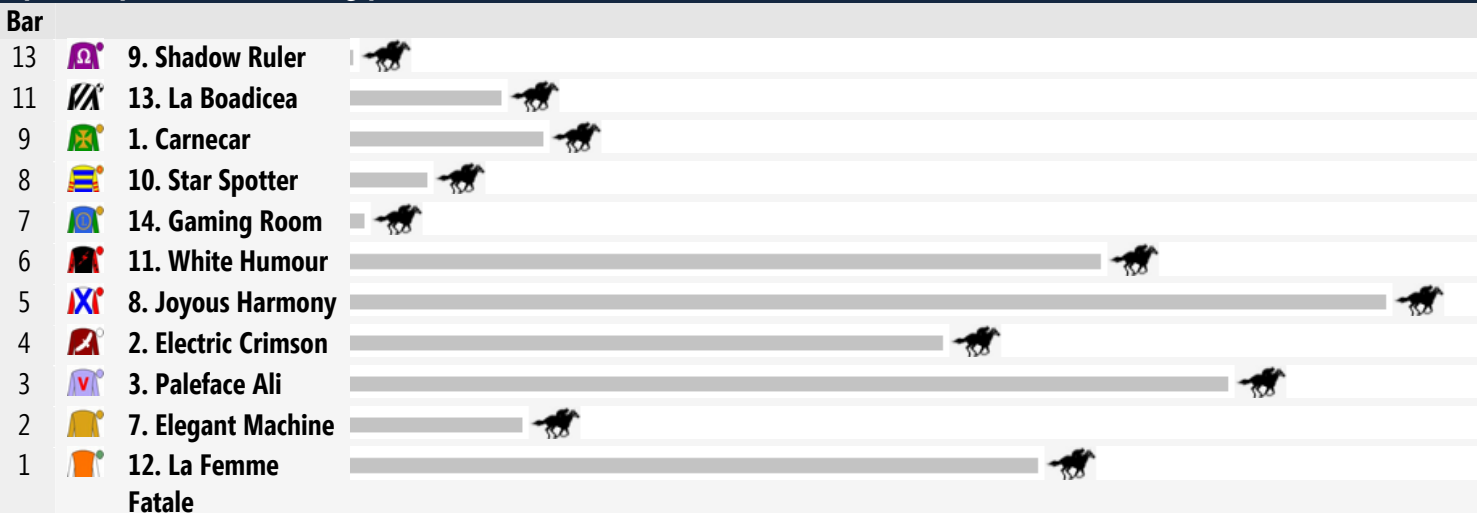 Bar
13 Ω 9. Shadow Ruler
11 13. La Boadicea
9 1. Carnecar
8 10. Star Spotter
7 14. Gaming Room
6 11. White Humour
5 8. Joyous Harmony
4 2. Electric Crimson
3 V 3. Paleface Ali
2 7. Elegant Machine
1 12. La Femme
Fatale